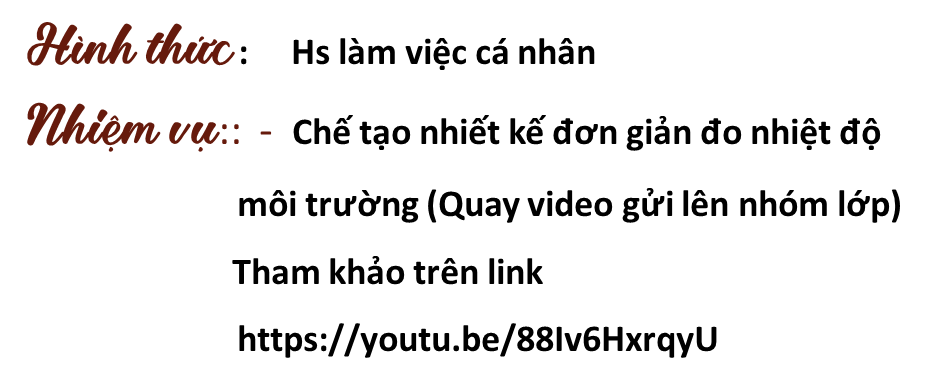 Hình thức: Hs làm việc cá nhân
Nhiệm vụ:: - Chế tạo nhiết kế đơn giản đo nhiệt độ
môi trường (Quay video gửi lên nhóm lớp)
Tham khảo trên link
https://youtu.be/88Iv6HxrqyU